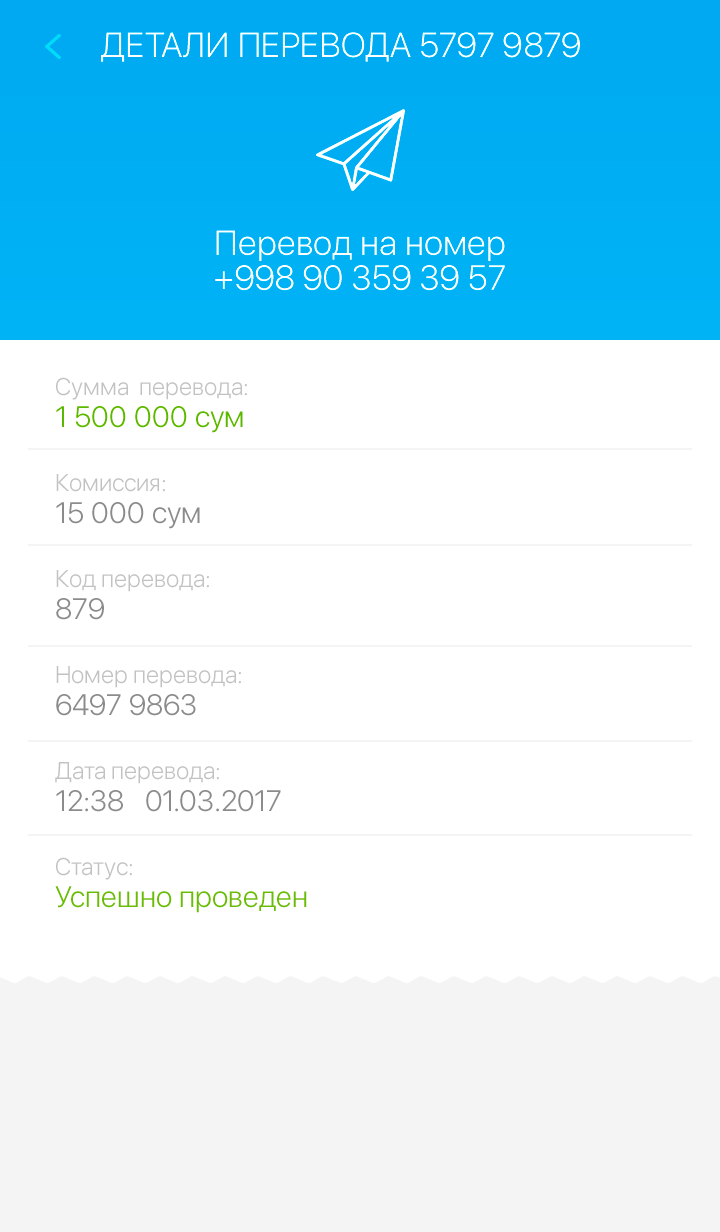 ДЕТАЛИ ПЕРЕВОДА 5797 9879
Перевод на номер
+998 90 359 39 57
Сумма перевода:
1 500 000 сум
Комиссия:
15 000 сум
Код перевода:
879
Номер перевода:
6497 9863
Дата перевода:
12:38 01.03.2017
Статус:
Успешно проведен